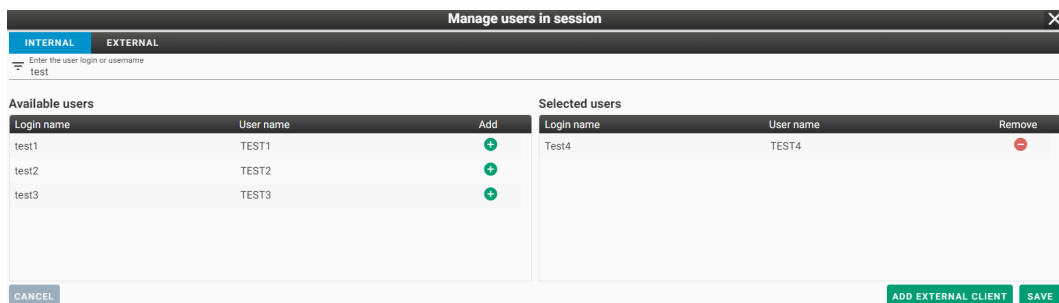 Manage users in session
INTERNAL EXTERNAL
Enter the user login or username
test
Available users
Login name User name Add
test1 TEST1
test2 TEST2
test3 TEST3
Selected users
Login name User name Remove
Test4 TEST4
CANCEL ADD EXTERNAL CLIENT SAVE